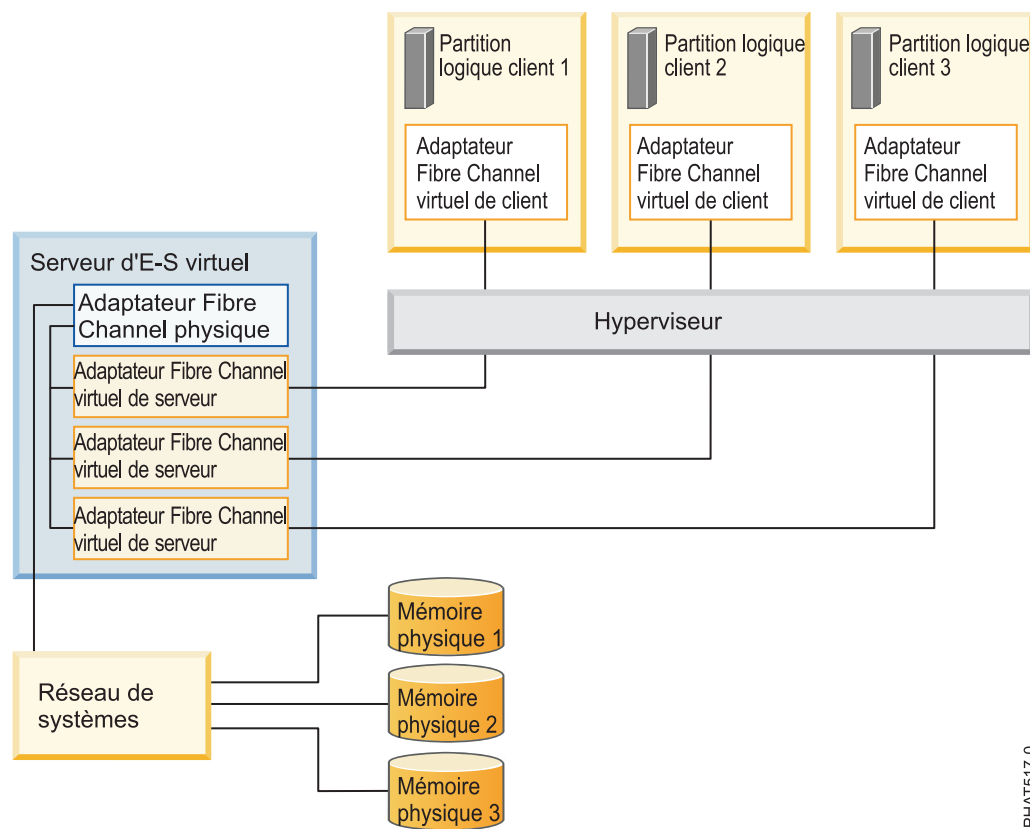 Partition
logique client 1
Partition logique
client 2
Partition logique
client 3
Adaptateur
Fibre Channel
virtuel de client
Adaptateur
Fibre Channel
virtuel de client
Adaptateur
Fibre Channel
virtuel de client
Serveur d'E-S virtuel
Adaptateur Fibre
Channel physique
Hyperviseur
Adaptateur Fibre Channel
virtuel de serveur
Adaptateur Fibre Channel
virtuel de serveur
Adaptateur Fibre Channel
virtuel de serveur
Mémoire
physique 1
Réseau de
systèmes
Mémoire
physique 2
Mémoire
physique 3
PHAT517-0